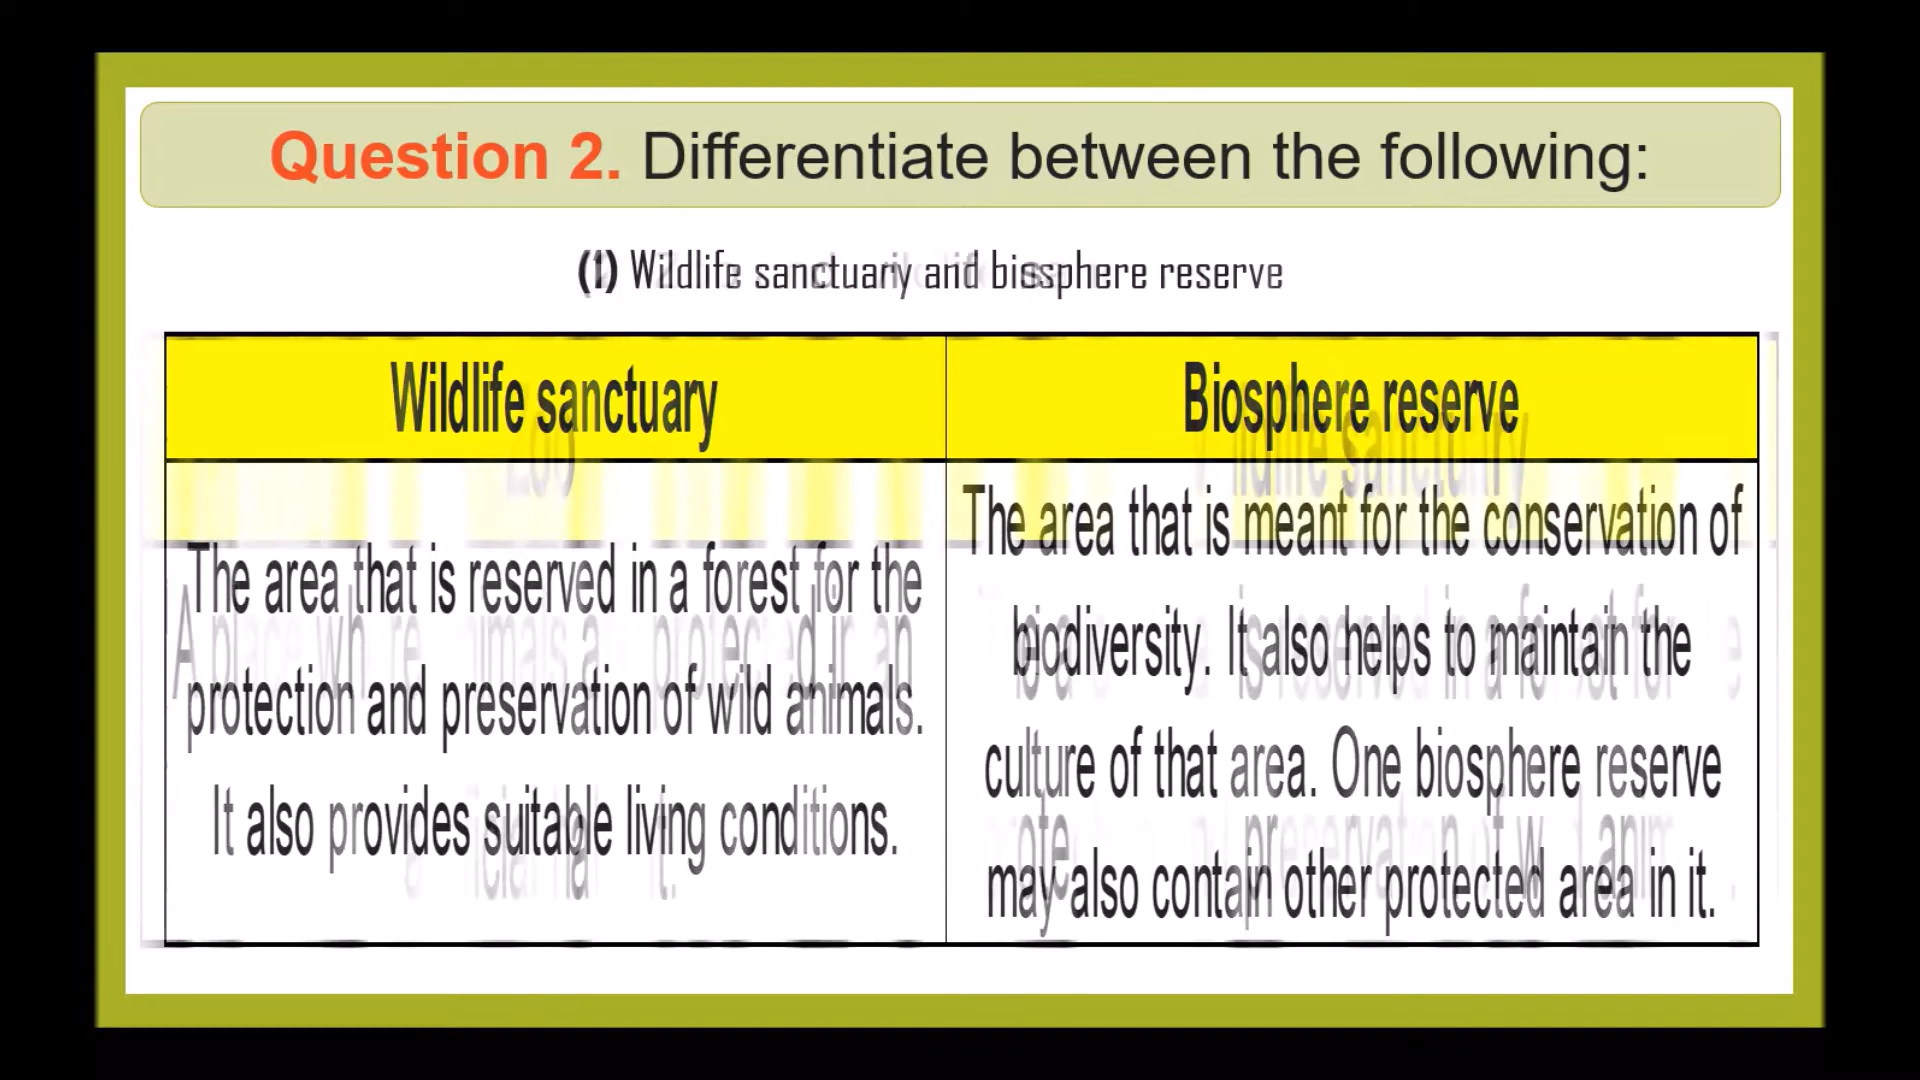 Question 2. Differentiate between the following:
(1) Wildlife sanctuary and biosphere reserve
Wildlife sanctuary
Biosphere reserve
The area that is reserved in a forest for the
protection and preservation of wild animals.
It also provides suitable living conditions.
The area that is meant for the conservation of
biodiversity. It also helps to maintain the
culture of that area. One biosphere reserve
may also contain other protected area in it.
Zoo